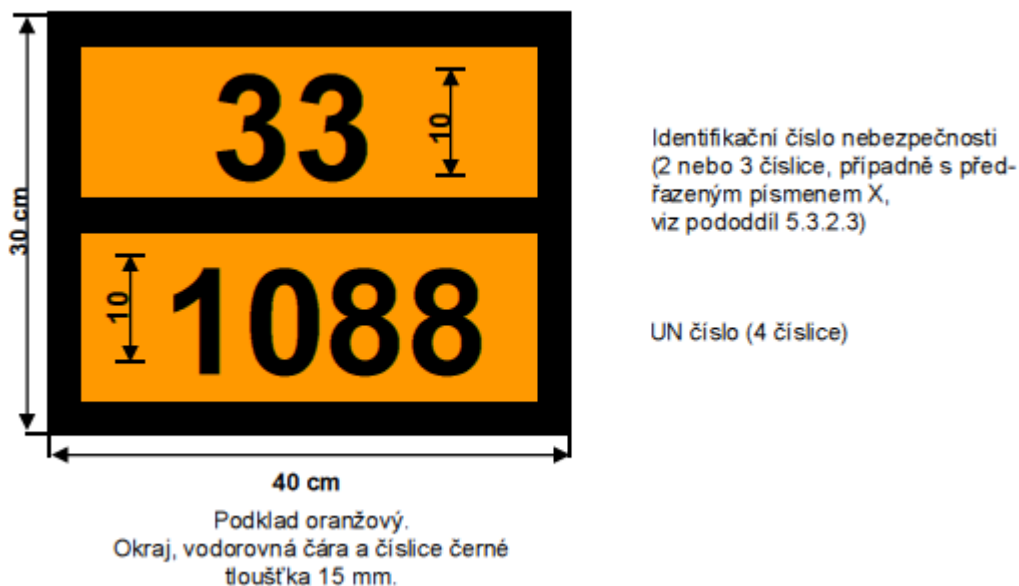 33
10
30 cm
1088
10
40 cm
Podklad oranžový.
Okraj, vodorovná čára a číslice černé
tloušťka 15 mm.
Identifikační číslo nebezpečnosti
(2 nebo 3 číslice, případně s před-
řazeným písmenem X,
viz pododdíl 5.3.2.3)
UN číslo (4 číslice)